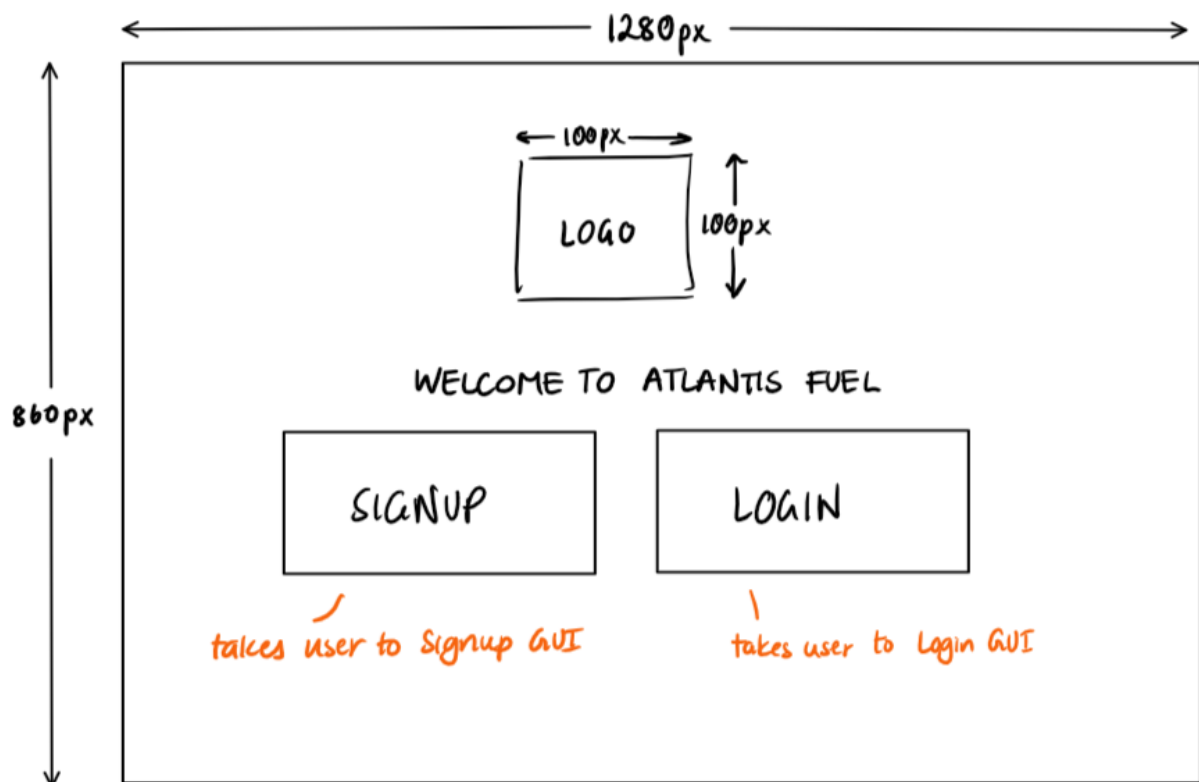 1280px
100px
LOGO
100px
WELCOME TO ATLANTIS FUEL
860px
SIGNUP
LOGIN
takes user to Signup GUI
takes user to Login GUI